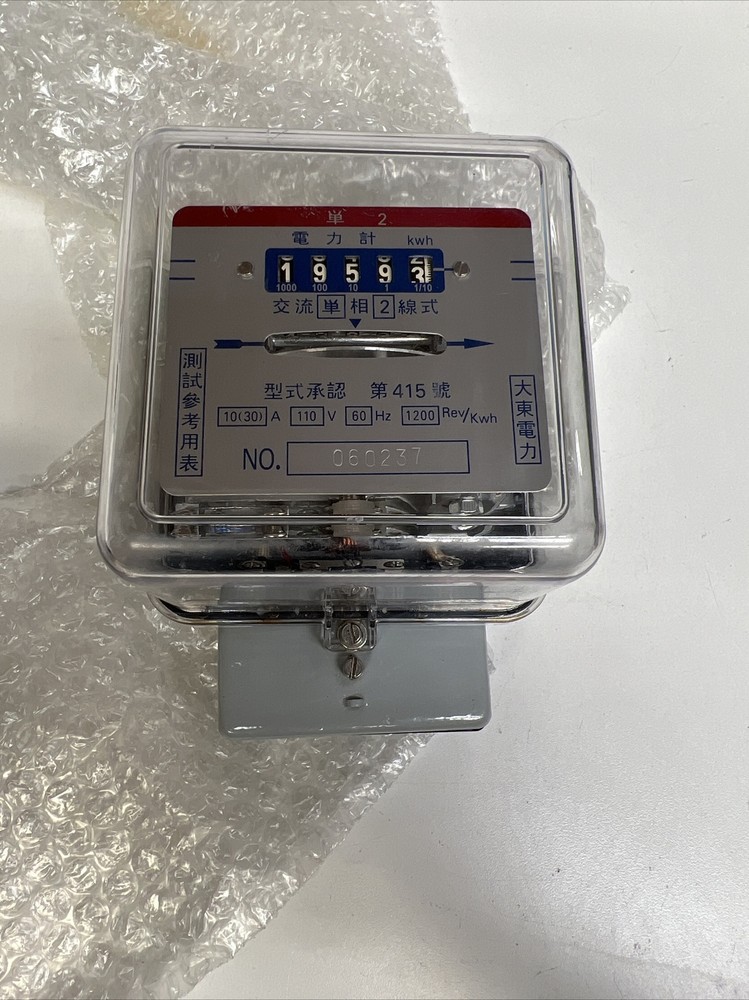 単 2
電力計 kwh
1 9 5 9 3
1000 100 10 1 1/10
交流単相2線式
測試參考用表
型式承認 第415號
10(30) A 110 V 60 Hz 1200 Rev/Kwh
大東電力
NO. 060237